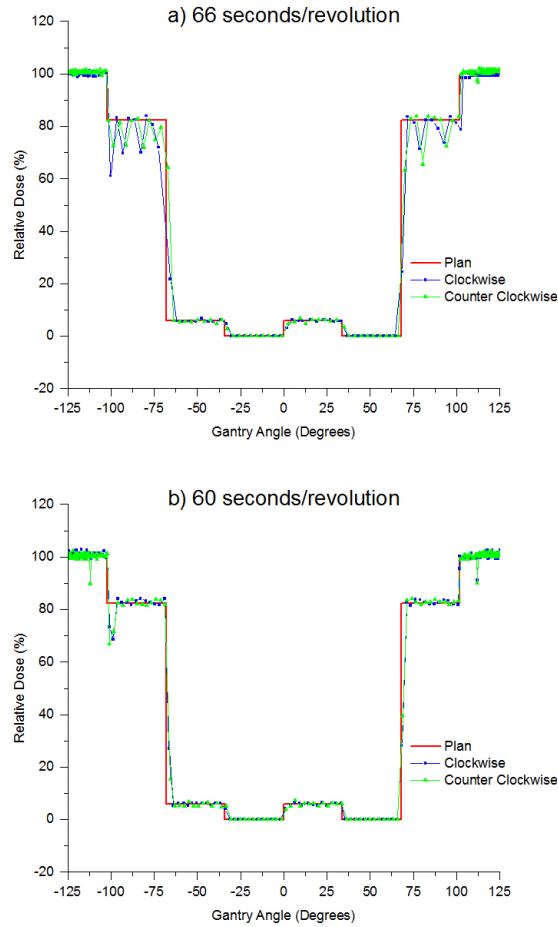 a) 66 seconds/revolution
120
100
80
60
40
20
0
-20
Relative Dose (%)
Plan
Clockwise
Counter Clockwise
-125 -100 -75 -50 -25 0 25 50 75 100 125
Gantry Angle (Degrees)
b) 60 seconds/revolution
120
100
80
60
40
20
0
-20
Relative Dose (%)
Plan
Clockwise
Counter Clockwise
-125 -100 -75 -50 -25 0 25 50 75 100 125
Gantry Angle (Degrees)